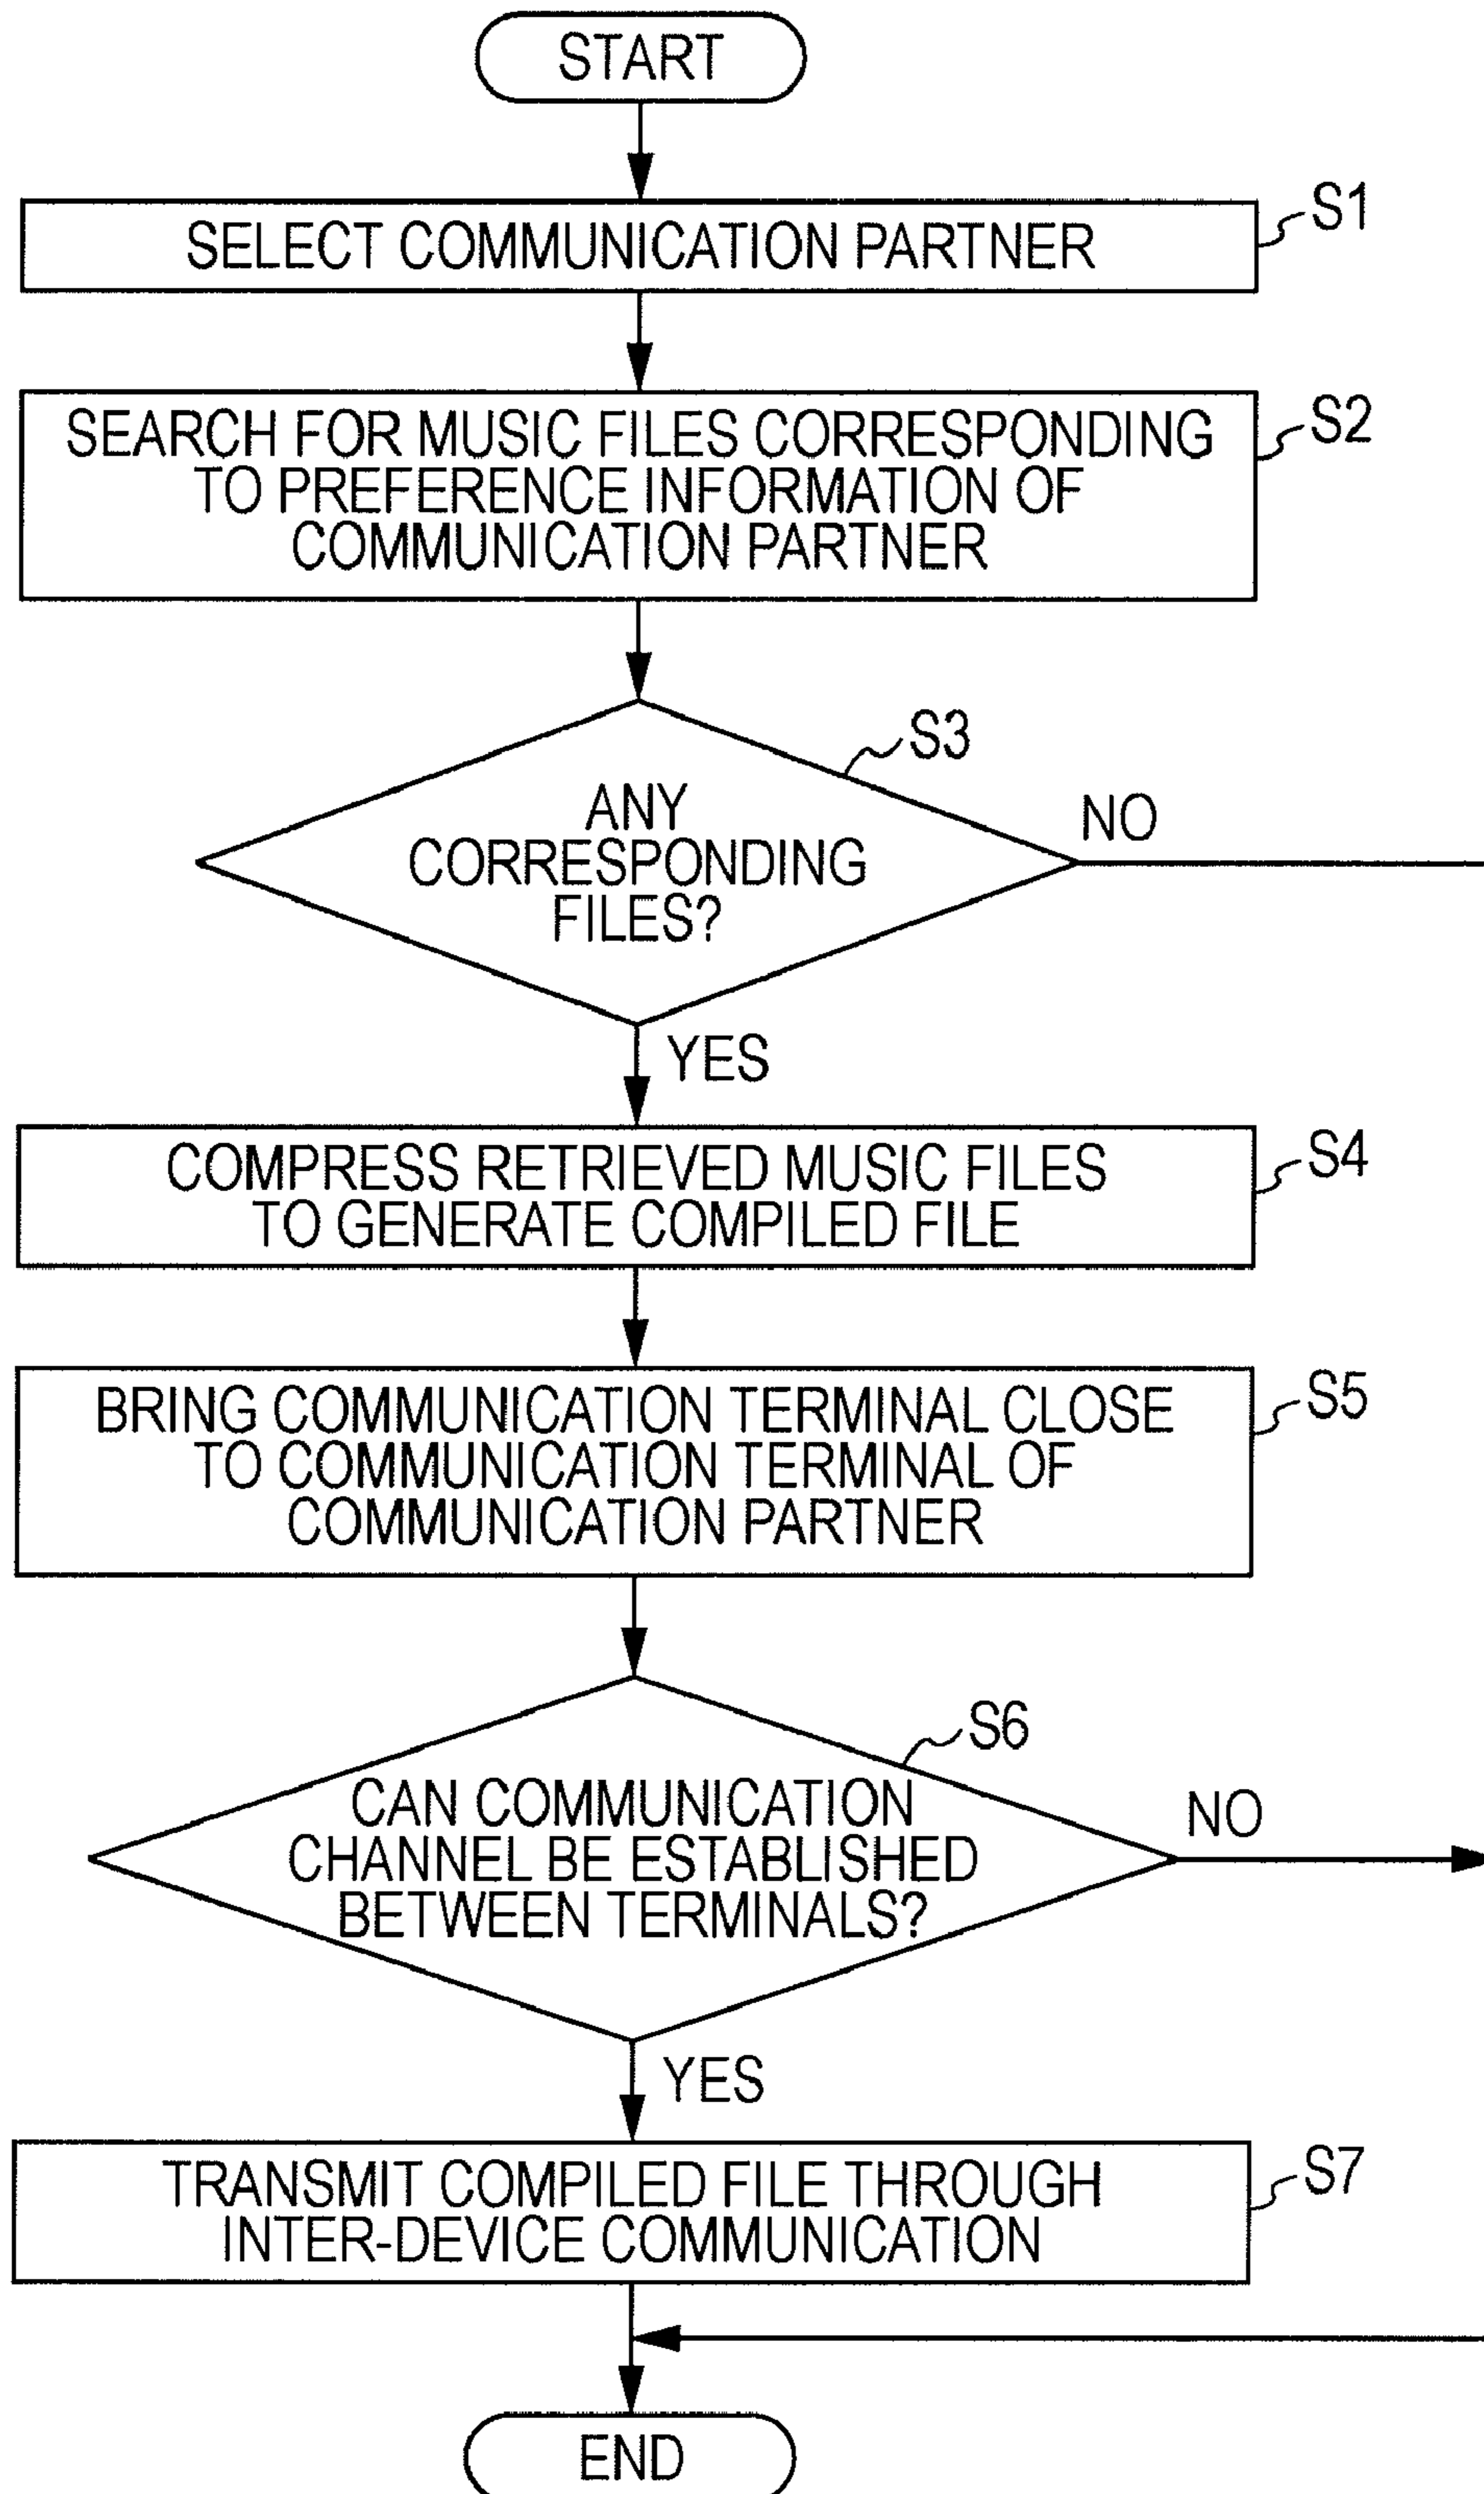 START
S1
SELECT COMMUNICATION PARTNER
S2
SEARCH FOR MUSIC FILES CORRESPONDING
TO PREFERENCE INFORMATION OF
COMMUNICATION PARTNER
S3
ANY
CORRESPONDING
FILES?
NO
YES
S4
COMPRESS RETRIEVED MUSIC FILES
TO GENERATE COMPILED FILE
S5
BRING COMMUNICATION TERMINAL CLOSE
TO COMMUNICATION TERMINAL OF
COMMUNICATION PARTNER
S6
CAN COMMUNICATION
CHANNEL BE ESTABLISHED
BETWEEN TERMINALS?
NO
YES
S7
TRANSMIT COMPILED FILE THROUGH
INTER-DEVICE COMMUNICATION
END